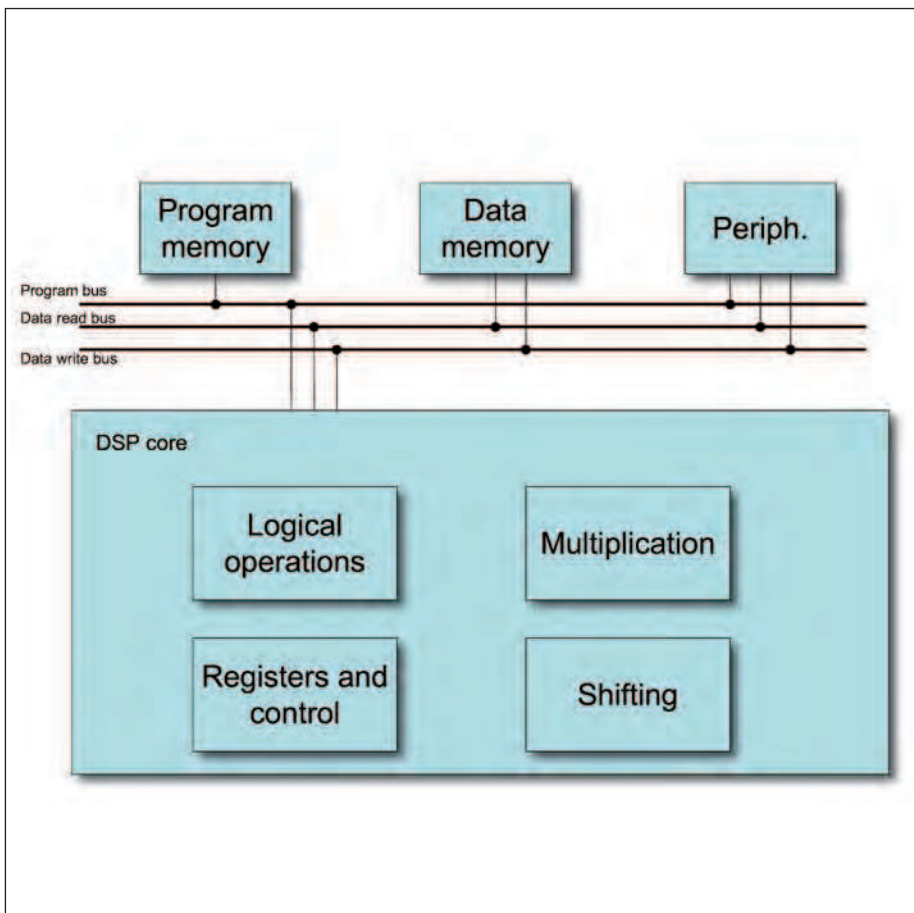 Program
memory
Data
memory
Periph.
Program bus
Data read bus
Data write bus
DSP core
Logical
operations
Multiplication
Registers and
control
Shifting